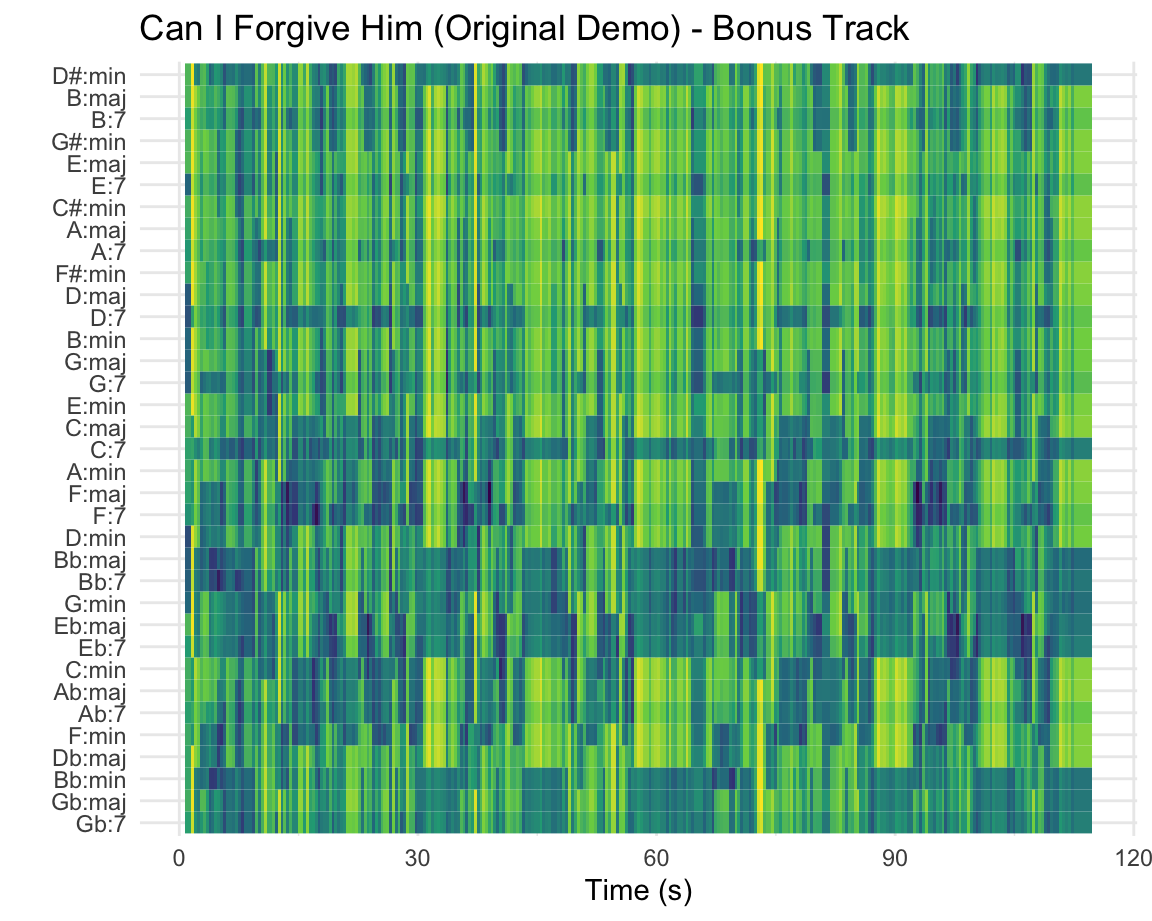 Can I Forgive Him (Original Demo) - Bonus Track
D#:min
B:maj
B:7
G#:min
E:maj
E:7
C#:min
A:maj
A:7
F#:min
D:maj
D:7
B:min
G:maj
G:7
E:min
C:maj
C:7
A:min
F:maj
F:7
D:min
Bb:maj
Bb:7
G:min
Eb:maj
Eb:7
C:min
Ab:maj
Ab:7
F:min
Db:maj
Bb:min
Gb:maj
Gb:7
0 30 60 90 120
Time (s)